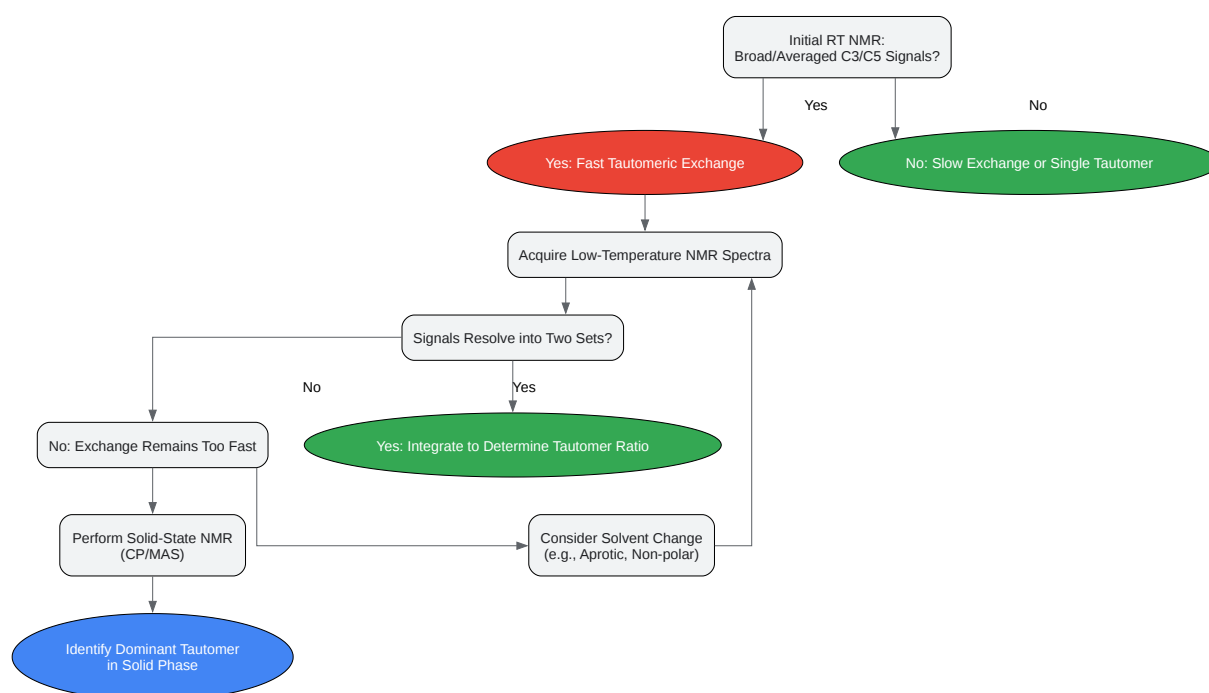 Initial RT NMR:
Broad/Averaged C3/C5 Signals?
Yes
No
Yes: Fast Tautomeric Exchange
No: Slow Exchange or Single Tautomer
Acquire Low-Temperature NMR Spectra
Signals Resolve into Two Sets?
No
Yes
No: Exchange Remains Too Fast
Yes: Integrate to Determine Tautomer Ratio
Perform Solid-State NMR
(CP/MAS)
Consider Solvent Change
(e.g., Aprotic, Non-polar)
Identify Dominant Tautomer
in Solid Phase